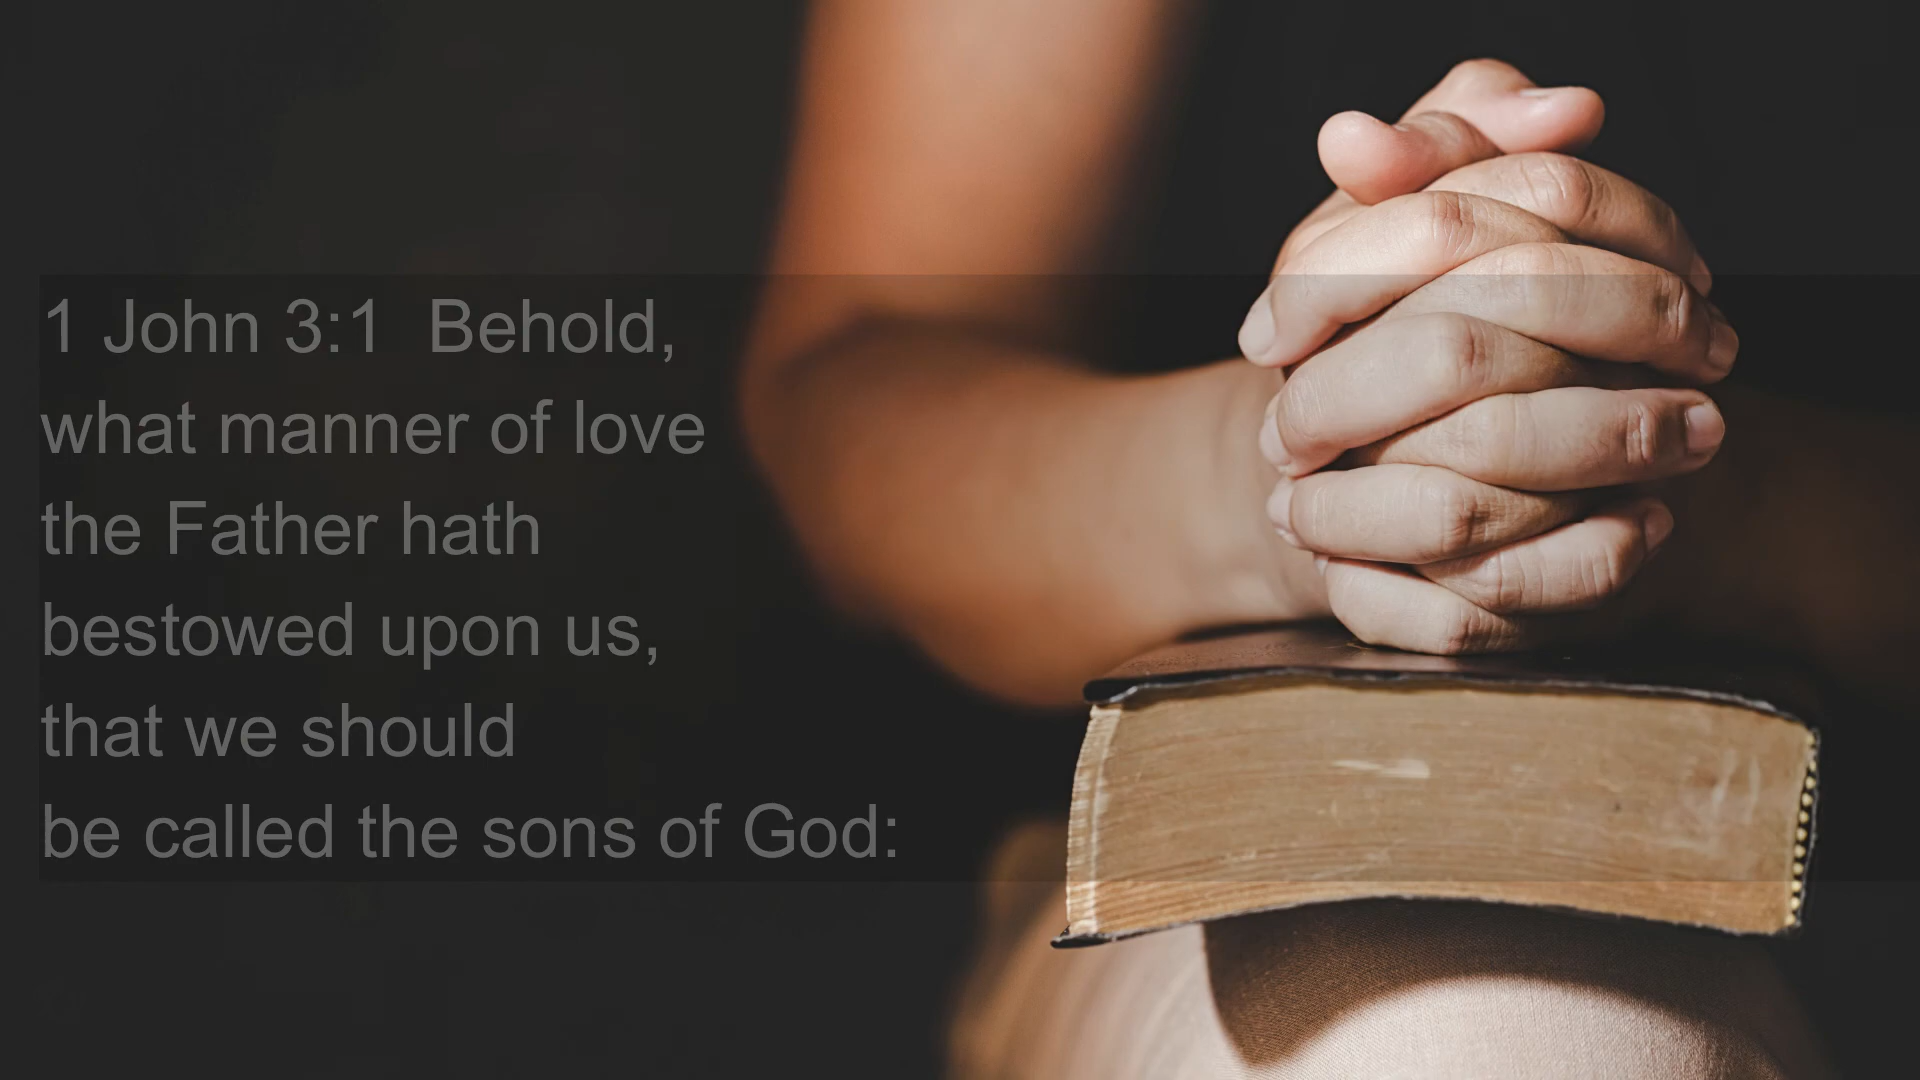 1 John 3:1  Behold,
what manner of love
the Father hath
bestowed upon us,
that we should
be called the sons of God: